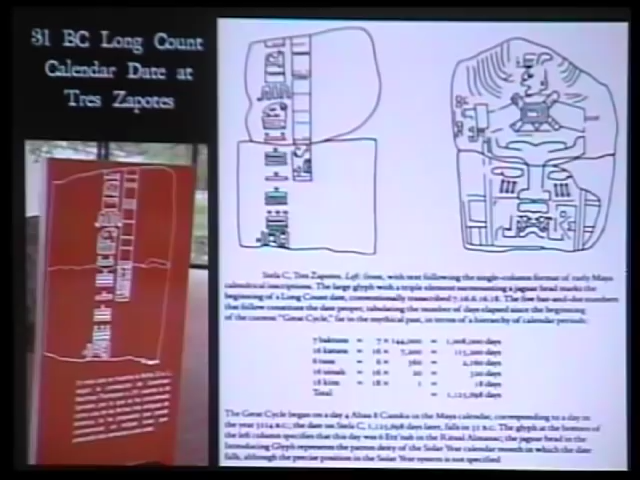 31 BC Long Count
Calendar Date at
Tres Zapotes
Stela C, Tres Zapotes. Left: front, with text following the single-column format of early Maya
calendrical inscriptions. The large glyph with a triple element surmounting a jaguar head marks the
beginning of a Long Count date, conventionally transcribed 7.16.6.16.18. The five bar-and-dot numbers
that follow constitute the date proper, tabulating the number of days elapsed since the beginning
of the current "Great Cycle," far in the mythical past, in terms of a hierarchy of calendar periods:
7 baktuns = 7 × 144,000 = 1,008,000 days
16 katuns = 16 × 7,200 = 115,200 days
6 tuns = 6 × 360 = 2,160 days
16 uinals = 16 × 20 = 320 days
18 kins = 18 × 1 = 18 days
Total = 1,125,698 days
The Great Cycle began on a day 4 Ahau 8 Cumku in the Maya calendar, corresponding to a day in
the year 3114 B.C.; the date on Stela C, 1,125,698 days later, falls in 31 B.C. The glyph at the bottom of
the left column specifies that this day was 6 Etz'nab in the Ritual Almanac; the jaguar head in the
Introducing Glyph represents the patron deity of the Solar Year calendar month in which the date
falls, although the precise position in the Solar Year system is not specified